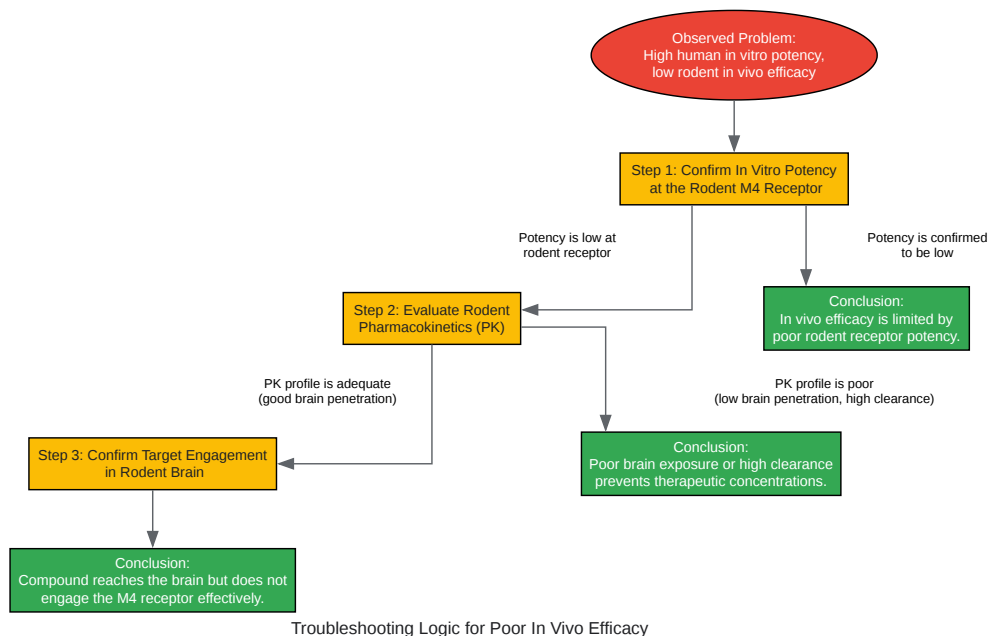 Observed Problem:
High human in vitro potency,
low rodent in vivo efficacy
Step 1: Confirm In Vitro Potency
at the Rodent M4 Receptor
Potency is low at
rodent receptor
Potency is confirmed
to be low
Conclusion:
In vivo efficacy is limited by
poor rodent receptor potency.
Step 2: Evaluate Rodent
Pharmacokinetics (PK)
PK profile is adequate
(good brain penetration)
PK profile is poor
(low brain penetration, high clearance)
Conclusion:
Poor brain exposure or high clearance
prevents therapeutic concentrations.
Step 3: Confirm Target Engagement
in Rodent Brain
Conclusion:
Compound reaches the brain but does not
engage the M4 receptor effectively.
Troubleshooting Logic for Poor In Vivo Efficacy